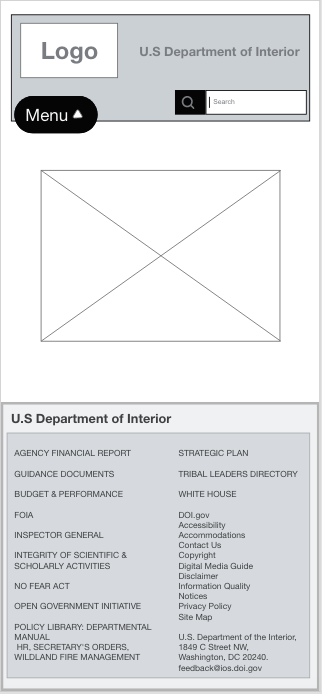 Logo
U.S Department of Interior
Search
Menu
U.S Department of Interior
AGENCY FINANCIAL REPORT
GUIDANCE DOCUMENTS
BUDGET & PERFORMANCE
FOIA
INSPECTOR GENERAL
INTEGRITY OF SCIENTIFIC &
SCHOLARLY ACTIVITIES
NO FEAR ACT
OPEN GOVERNMENT INITIATIVE
POLICY LIBRARY: DEPARTMENTAL
MANUAL
HR, SECRETARY'S ORDERS,
WILDLAND FIRE MANAGEMENT
STRATEGIC PLAN
TRIBAL LEADERS DIRECTORY
WHITE HOUSE
DOI.gov
Accessibility
Accommodations
Contact Us
Copyright
Digital Media Guide
Disclaimer
Information Quality
Notices
Privacy Policy
Site Map
U.S. Department of the Interior,
1849 C Street NW,
Washington, DC 20240.
feedback@ios.doi.gov